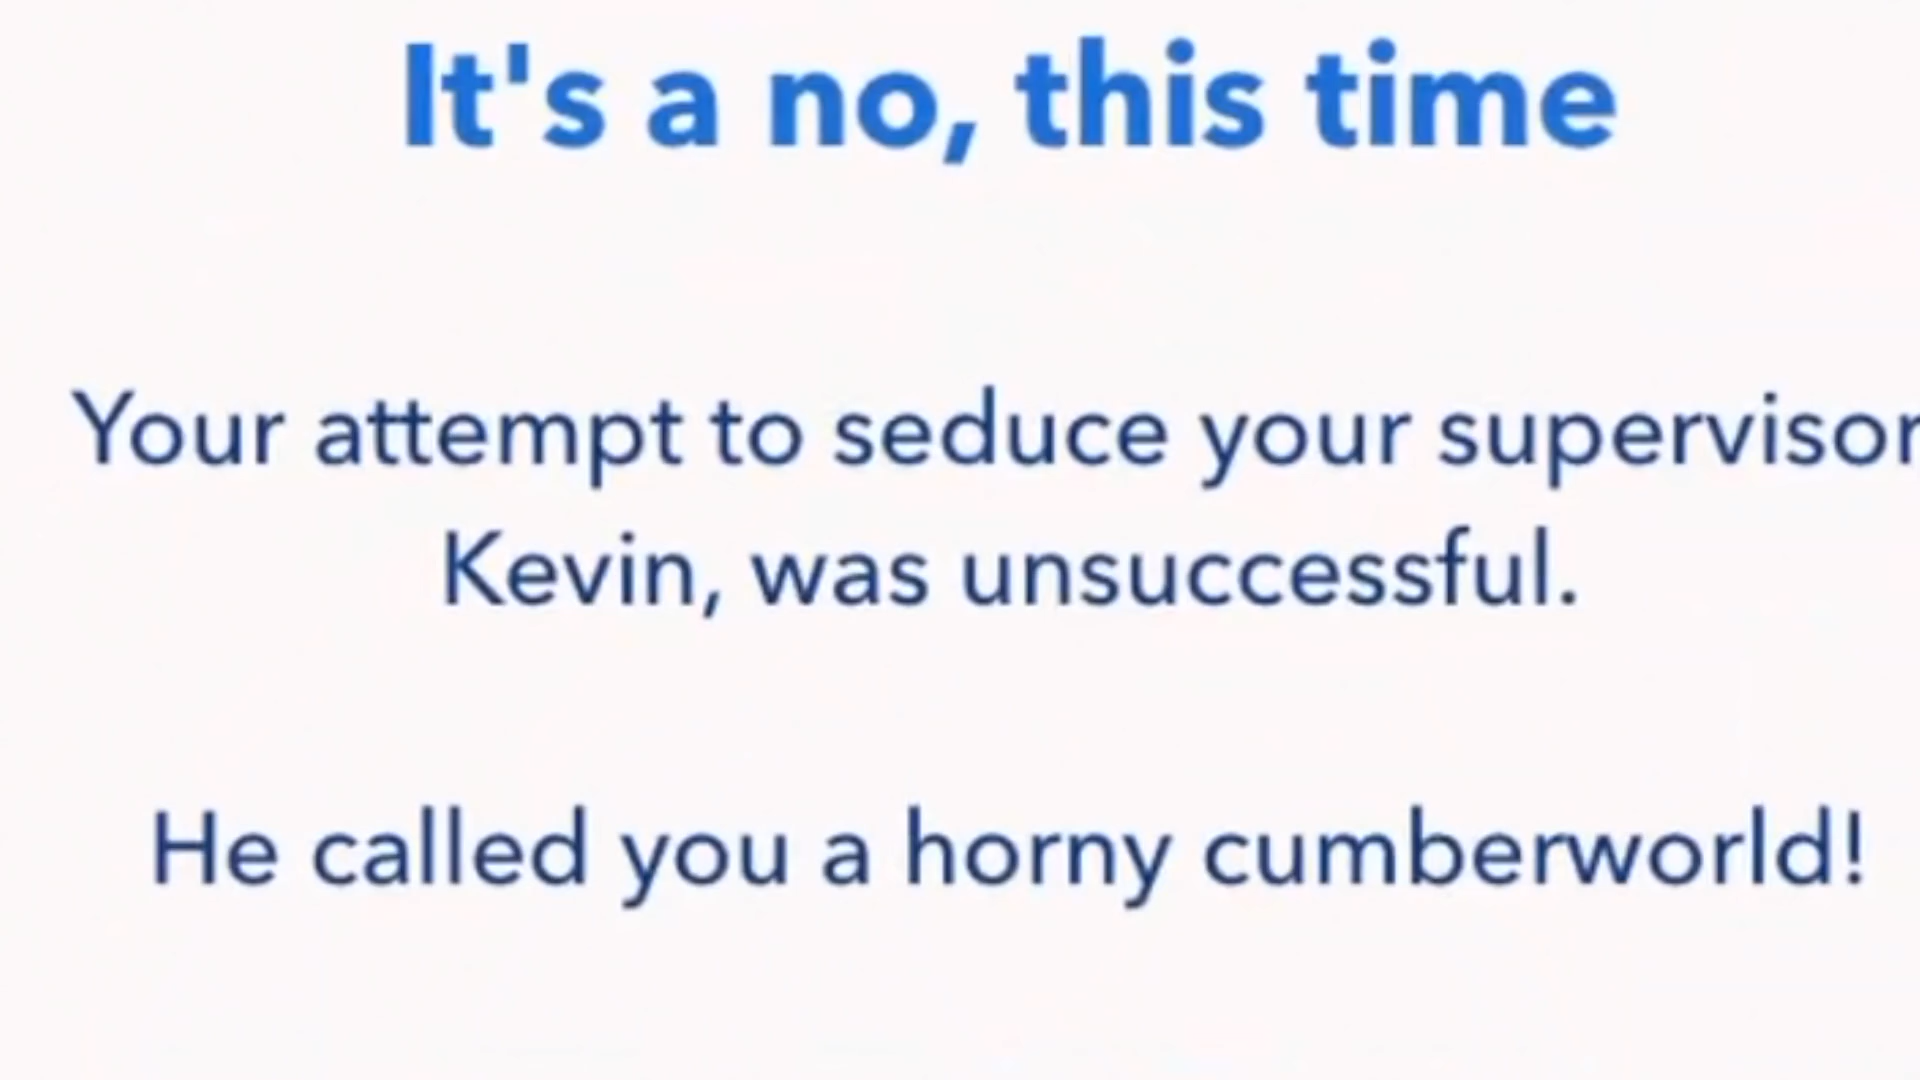 It's a no, this time
Your attempt to seduce your supervisor
Kevin, was unsuccessful.
He called you a horny cumberworld!